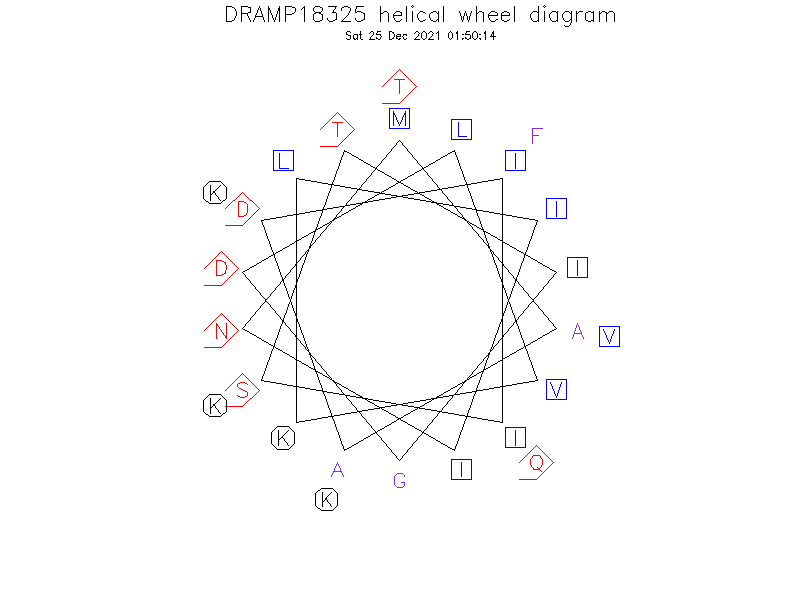 DRAMP18325 helical wheel diagram
Sat 25 Dec 2021 01:50:14
T
T M L F
L I
K D I
D I
N A V
K S V
K I Q
A G I
K